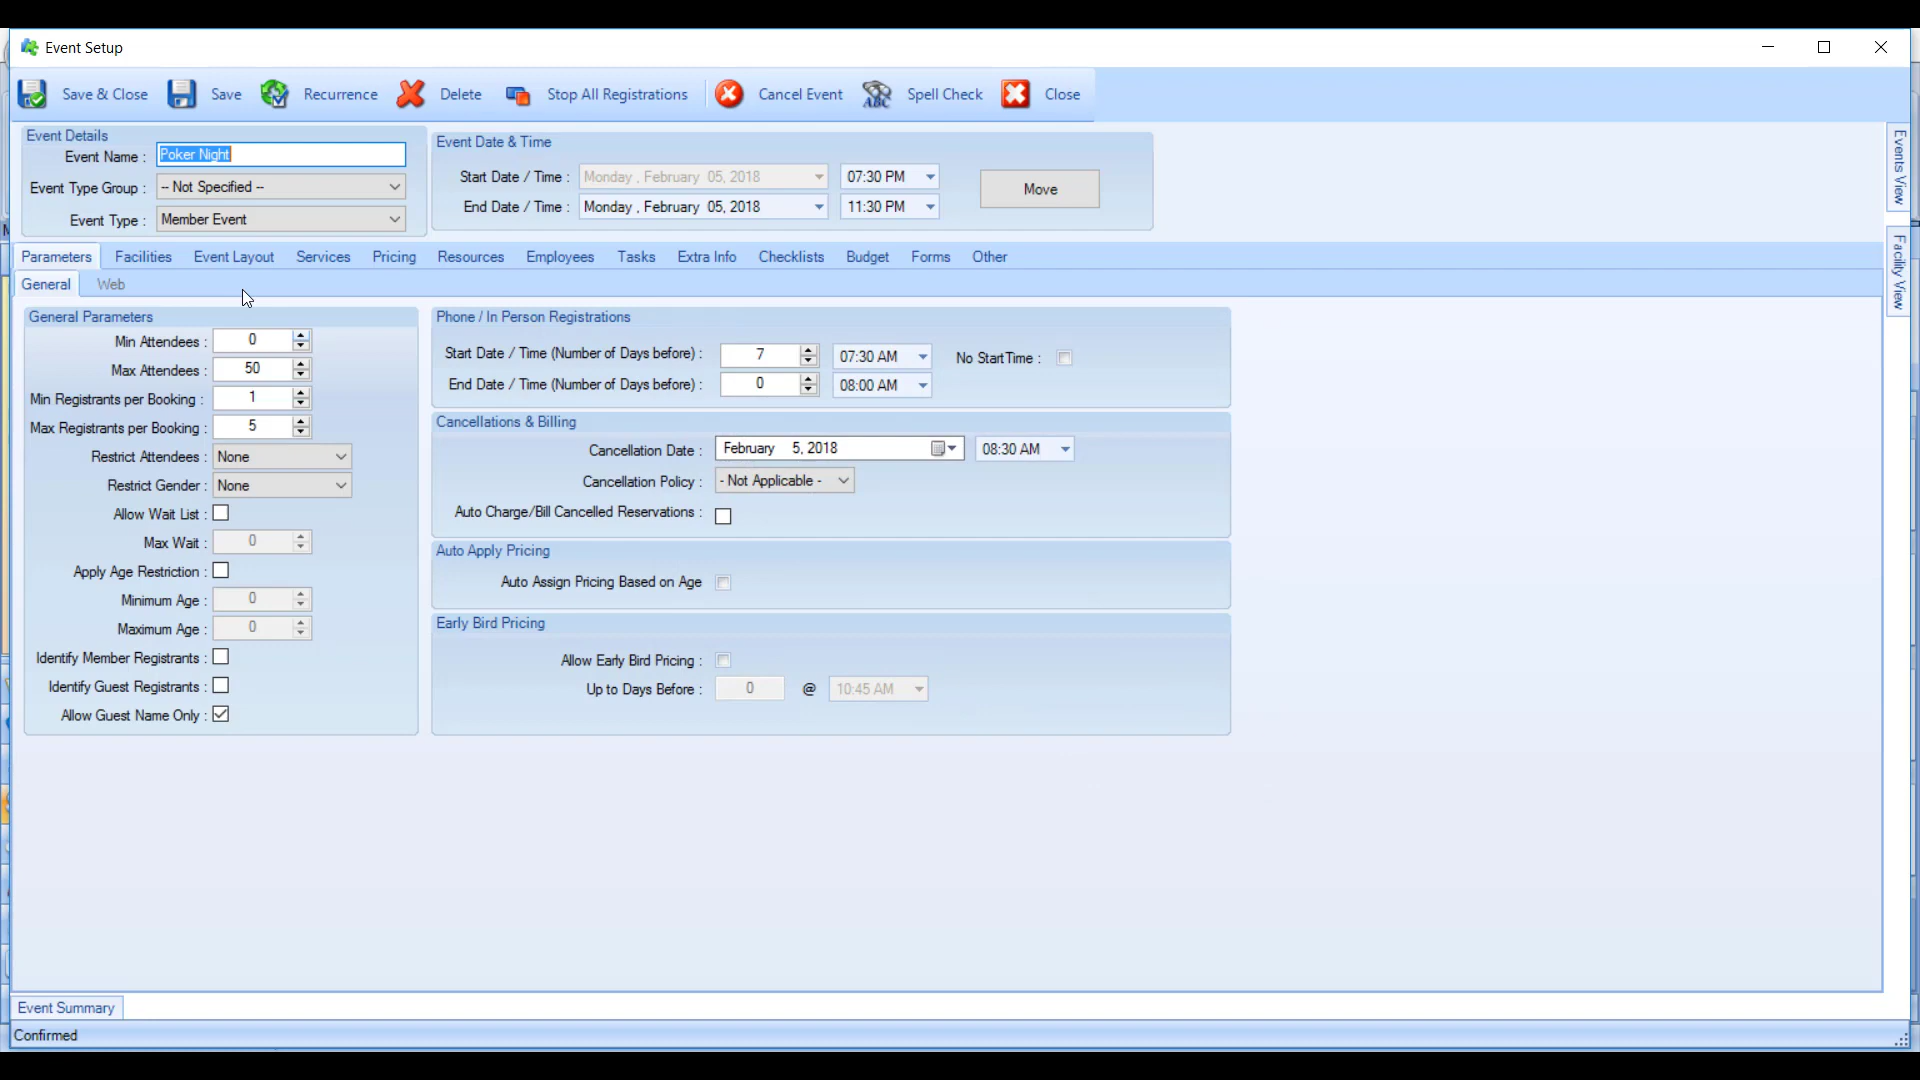 Event Setup
Save & Close Save Recurrence Delete Stop All Registrations Cancel Event ABC Spell Check Close
Event Details
Event Name : Poker Night
Event Type Group : -- Not Specified --
Event Type : Member Event
Event Date & Time
Start Date / Time : Monday , February 05, 2018 07:30 PM
End Date / Time : Monday , February 05, 2018 11:30 PM
Move
Events View
Facility View
Parameters Facilities Event Layout Services Pricing Resources Employees Tasks Extra Info Checklists Budget Forms Other
General Web
General Parameters
Min Attendees : 0
Max Attendees : 50
Min Registrants per Booking : 1
Max Registrants per Booking : 5
Restrict Attendees : None
Restrict Gender : None
Allow Wait List :
Max Wait : 0
Apply Age Restriction :
Minimum Age : 0
Maximum Age : 0
Identify Member Registrants :
Identify Guest Registrants :
Allow Guest Name Only :
Phone / In Person Registrations
Start Date / Time (Number of Days before) : 7 07:30 AM No StartTime :
End Date / Time (Number of Days before) : 0 08:00 AM
Cancellations & Billing
Cancellation Date : February 5, 2018 08:30 AM
Cancellation Policy : - Not Applicable -
Auto Charge/Bill Cancelled Reservations :
Auto Apply Pricing
Auto Assign Pricing Based on Age
Early Bird Pricing
Allow Early Bird Pricing :
Up to Days Before : 0 @ 10:45 AM
Event Summary
Confirmed